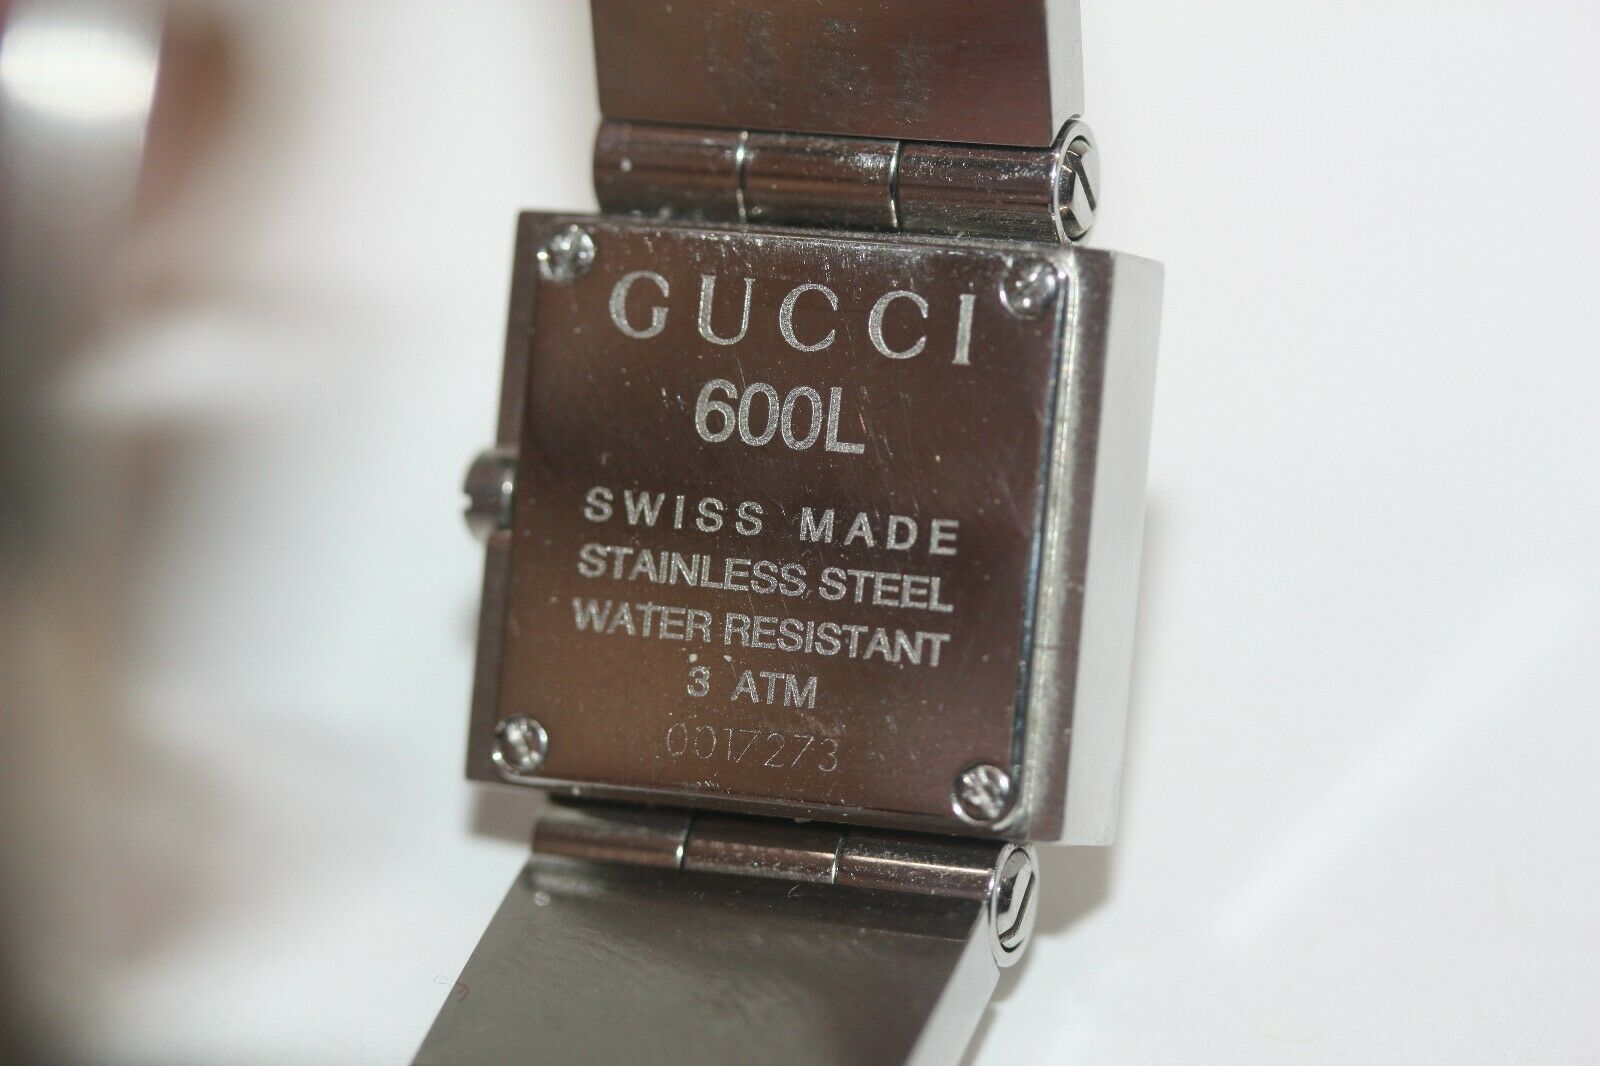 GUCCI
600L
SWISS MADE
STAINLESS STEEL
WATER RESISTANT
3 ATM
0017273